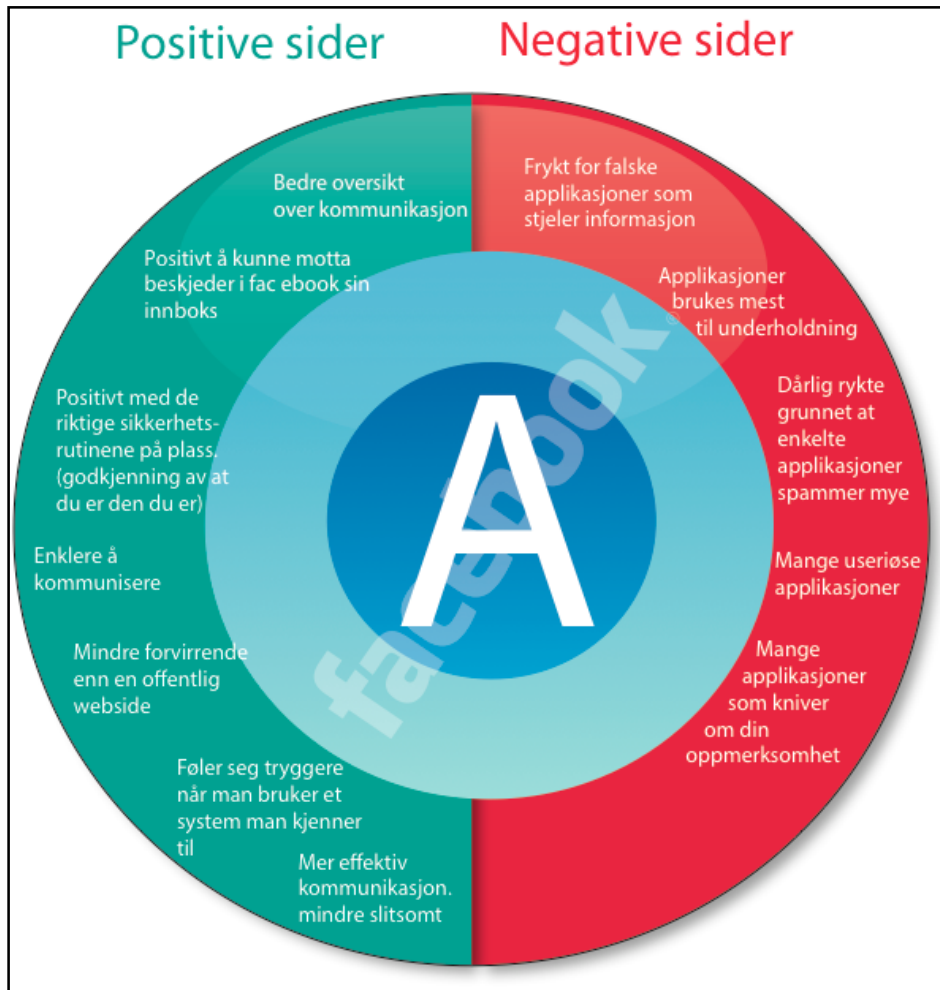 Positive sider
Negative sider
Bedre oversikt
over kommunikasjon
Positivt å kunne motta
beskjeder i fac ebook sin
innboks
Positivt med de
riktige sikkerhets-
rutinene på plass.
(godkjenning av at
du er den du er)
Enklere å
kommunisere
Mindre forvirrende
enn en offentlig
webside
Føler seg tryggere
når man bruker et
system man kjenner
til
Mer effektiv
kommunikasjon.
mindre slitsomt
Frykt for falske
applikasjoner som
stjeler informasjon
Applikasjoner
brukes mest
til underholdning
Dårlig rykte
grunnet at
enkelte
applikasjoner
spammer mye
Mange useriøse
applikasjoner
Mange
applikasjoner
som kniver
om din
oppmerksomhet
facebook®
A